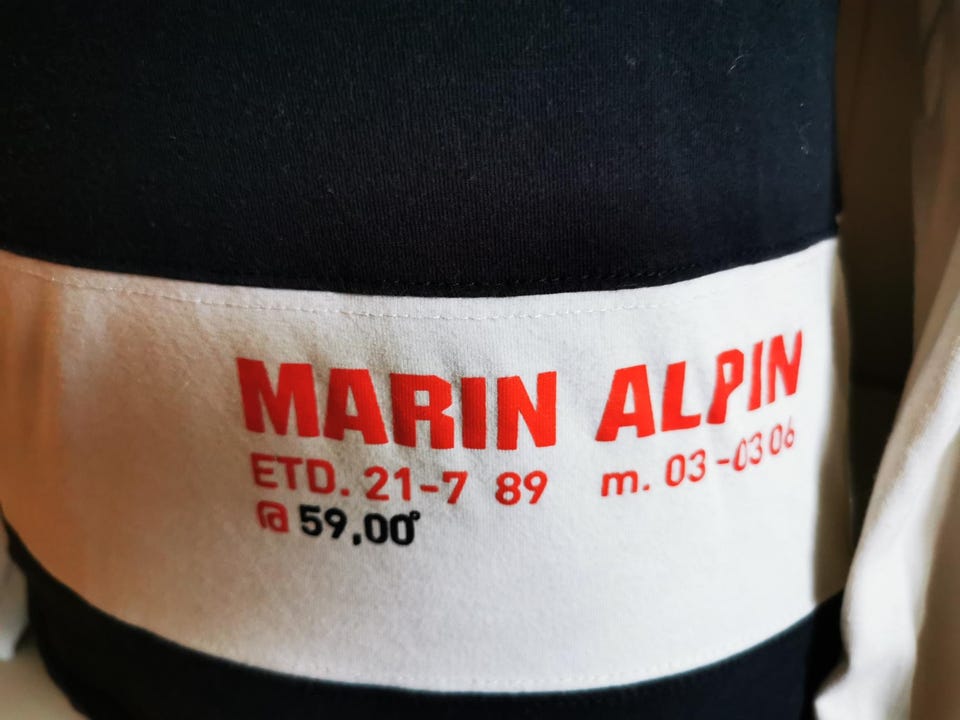 MARIN ALPIN
ETD. 21-7 89 m. 03-03 06
@ 59,00°